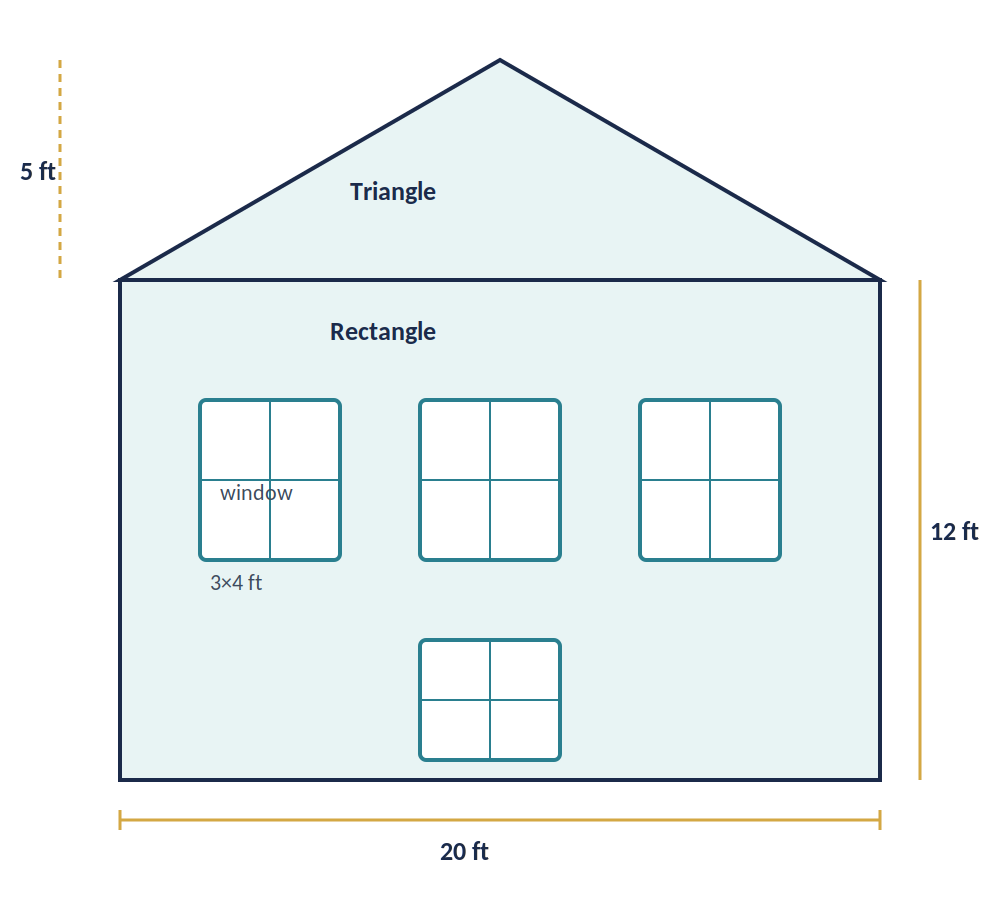 5 ft
Triangle
Rectangle
window
12 ft
3×4 ft
20 ft